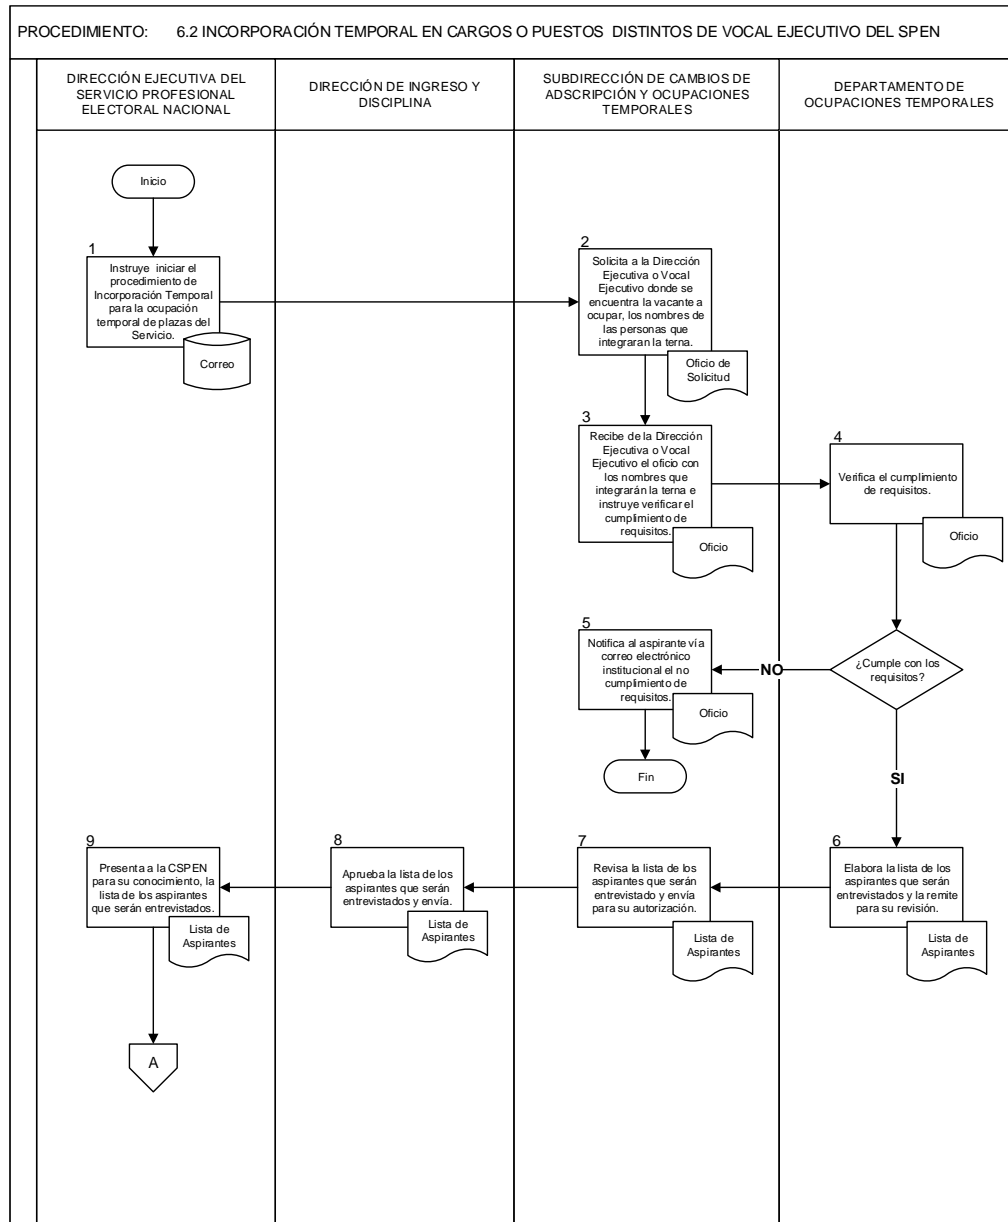 PROCEDIMIENTO: 6.2 INCORPORACIÓN TEMPORAL EN CARGOS O PUESTOS DISTINTOS DE VOCAL EJECUTIVO DEL SPEN
DIRECCIÓN EJECUTIVA DEL
SERVICIO PROFESIONAL
ELECTORAL NACIONAL
DIRECCIÓN DE INGRESO Y
DISCIPLINA
SUBDIRECCIÓN DE CAMBIOS DE
ADSCRIPCIÓN Y OCUPACIONES
TEMPORALES
DEPARTAMENTO DE
OCUPACIONES TEMPORALES
Inicio
1
Instruye iniciar el
procedimiento de
Incorporación Temporal
para la ocupación
temporal de plazas del
Servicio.
Correo
2
Solicita a la Dirección
Ejecutiva o Vocal
Ejecutivo donde se
encuentra la vacante a
ocupar, los nombres de
las personas que
integraran la terna.
Oficio de
Solicitud
3
Recibe de la Dirección
Ejecutiva o Vocal
Ejecutivo el oficio con
los nombres que
integrarán la terna e
instruye verificar el
cumplimiento de
requisitos.
Oficio
4
Verifica el cumplimiento
de requisitos.
Oficio
¿Cumple con los
requisitos?
NO
SI
5
Notifica al aspirante vía
correo electrónico
institucional el no
cumplimiento de
requisitos.
Oficio
Fin
6
Elabora la lista de los
aspirantes que serán
entrevistados y la remite
para su revisión.
Lista de
Aspirantes
7
Revisa la lista de los
aspirantes que serán
entrevistado y envía
para su autorización.
Lista de
Aspirantes
8
Aprueba la lista de los
aspirantes que serán
entrevistados y envía.
Lista de
Aspirantes
9
Presenta a la CSPEN
para su conocimiento, la
lista de los aspirantes
que serán entrevistados.
Lista de
Aspirantes
A